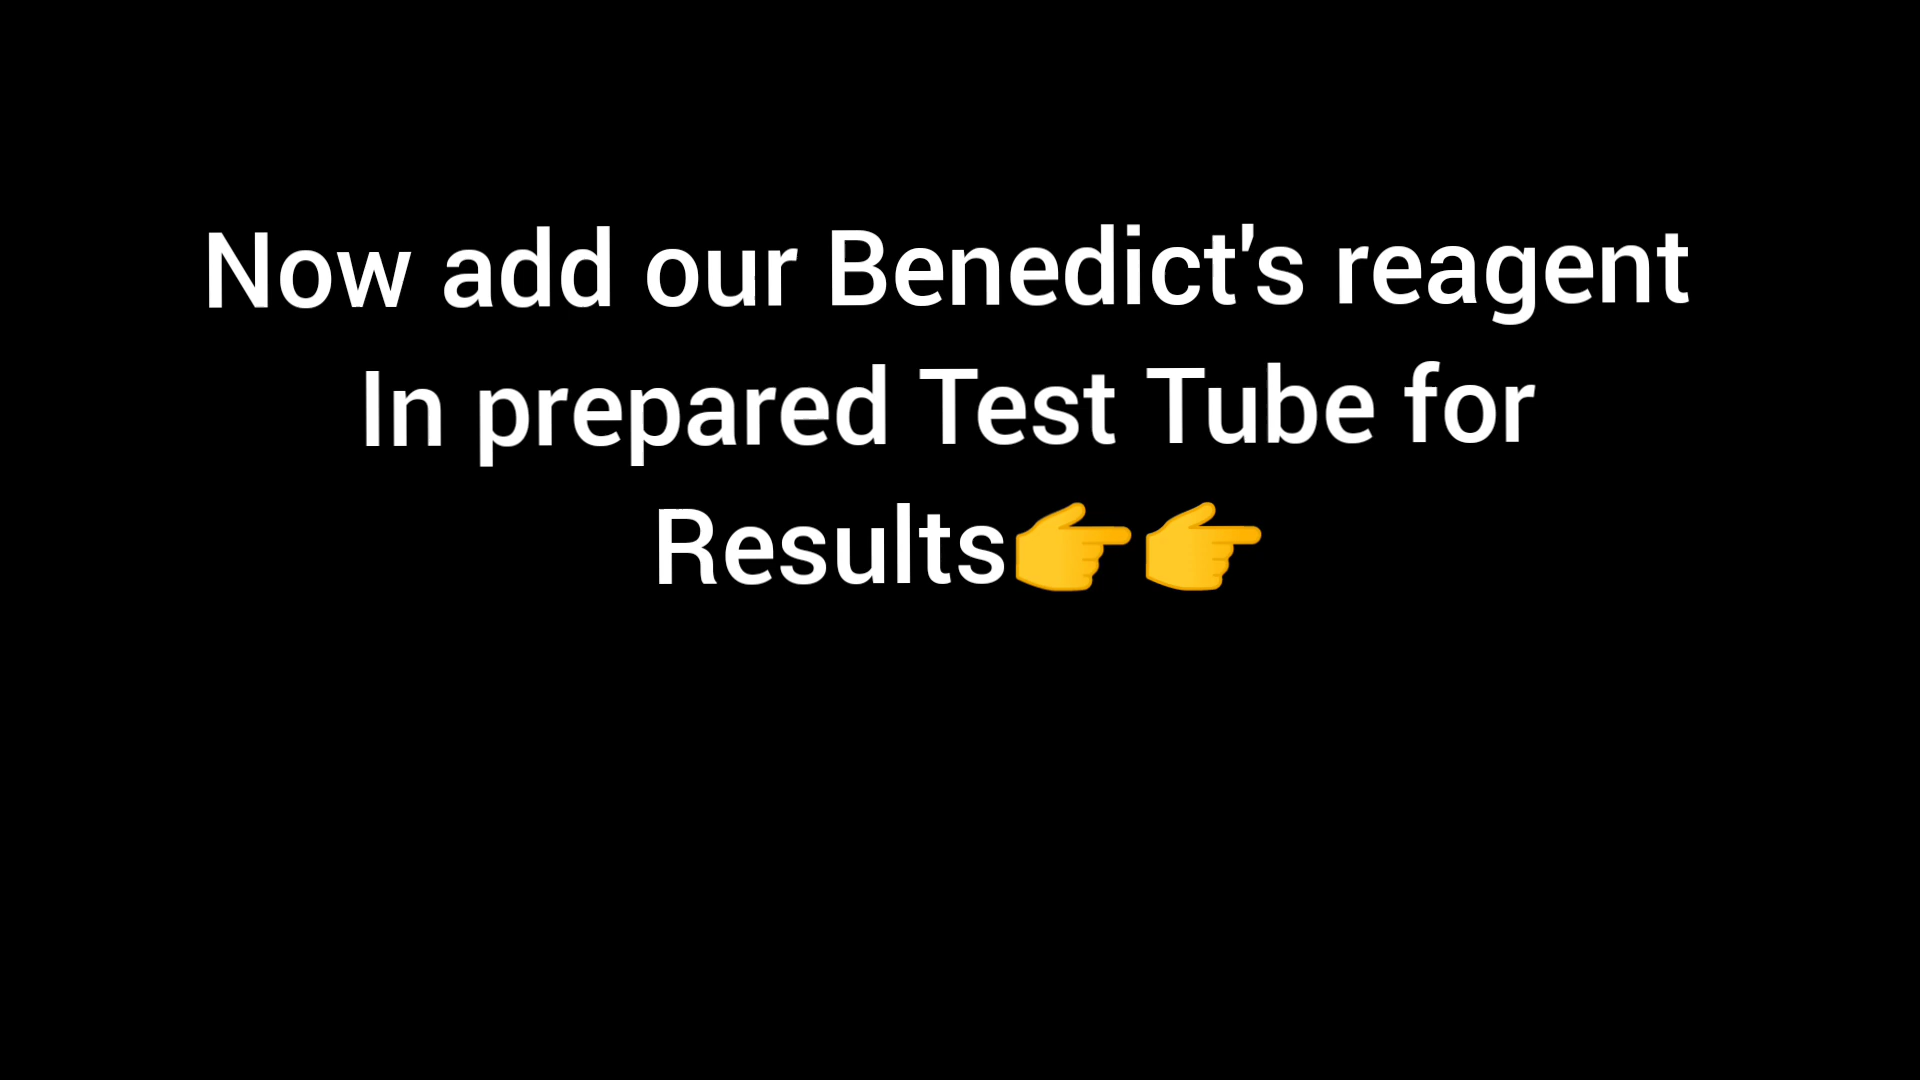 Now add our Benedict's reagent
In prepared Test Tube for
Results👉👉